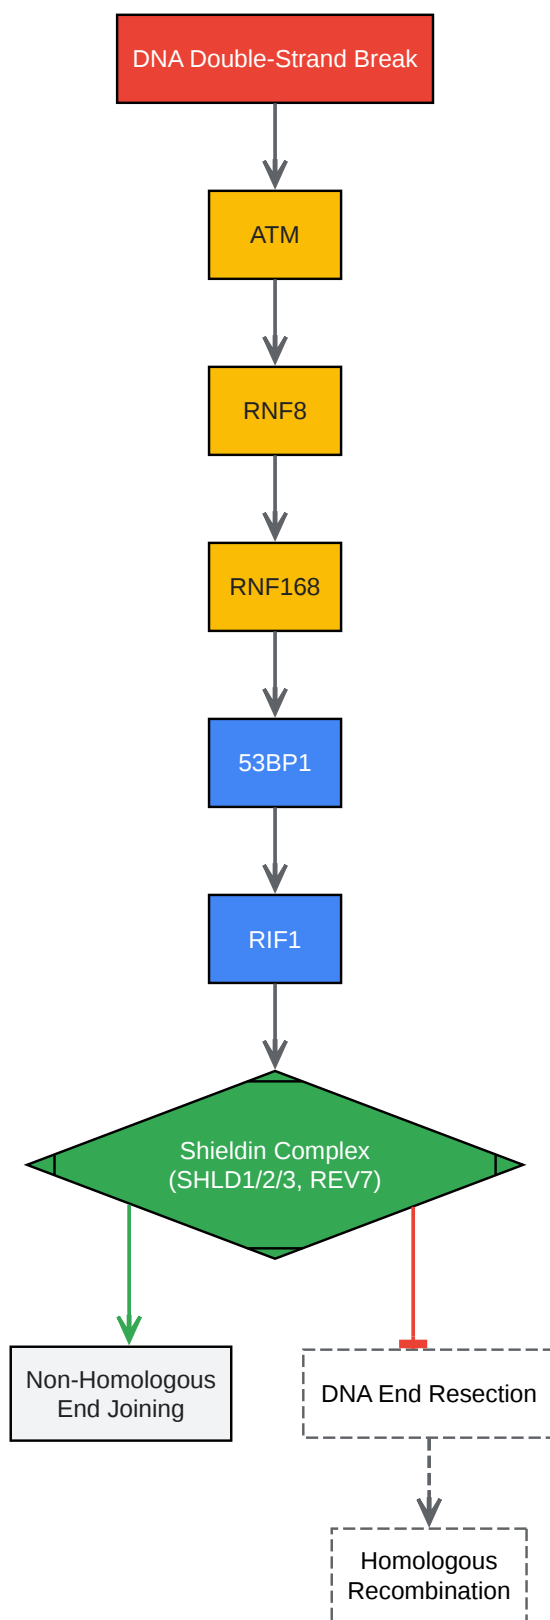 DNA Double-Strand Break
ATM
RNF8
RNF168
53BP1
RIF1
Shieldin Complex
(SHLD1/2/3, REV7)
Non-Homologous
End Joining
DNA End Resection
Homologous
Recombination